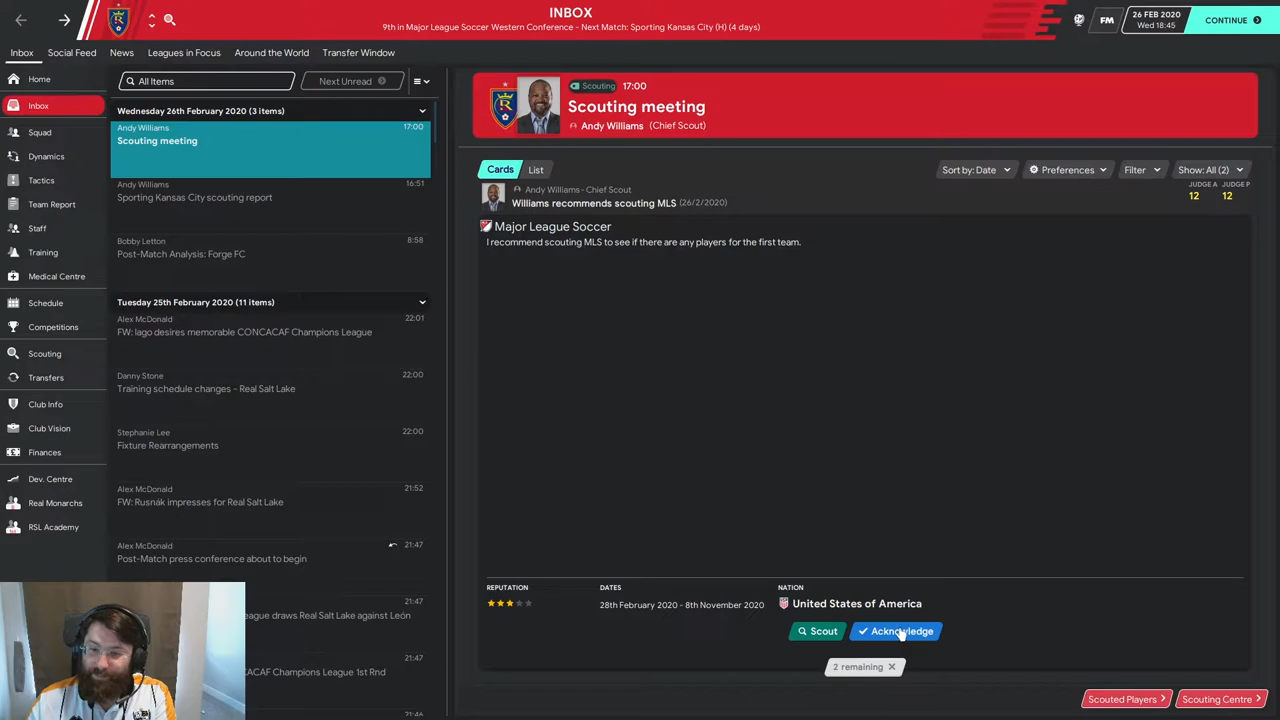 INBOX
9th in Major League Soccer Western Conference - Next Match: Sporting Kansas City (H) (4 days)
FM
26 FEB 2020
Wed 18:45
CONTINUE
Inbox
Social Feed
News
Leagues in Focus
Around the World
Transfer Window
Home
Inbox
Squad
Dynamics
Tactics
Team Report
Staff
Training
Medical Centre
Schedule
Competitions
Scouting
Transfers
Club Info
Club Vision
Finances
Dev. Centre
Real Monarchs
RSL Academy
All Items
Next Unread
Wednesday 26th February 2020 (3 items)
Andy Williams 17:00
Scouting meeting
Andy Williams 16:51
Sporting Kansas City scouting report
Bobby Letton 8:58
Post-Match Analysis: Forge FC
Tuesday 25th February 2020 (11 items)
Alex McDonald 22:01
FW: Iago desires memorable CONCACAF Champions League
Danny Stone 22:00
Training schedule changes - Real Salt Lake
Stephanie Lee 22:00
Fixture Rearrangements
Alex McDonald 21:52
FW: Rusnák impresses for Real Salt Lake
Alex McDonald 21:47
Post-Match press conference about to begin
21:47
eague draws Real Salt Lake against León
21:47
CACAF Champions League 1st Rnd
21:46
Scouting 17:00
Scouting meeting
Andy Williams (Chief Scout)
Cards
List
Sort by: Date
Preferences
Filter
Show: All (2)
Andy Williams - Chief Scout
Williams recommends scouting MLS (26/2/2020)
JUDGE A JUDGE P
12 12
Major League Soccer
I recommend scouting MLS to see if there are any players for the first team.
REPUTATION
DATES
28th February 2020 - 8th November 2020
NATION
United States of America
Scout
Acknowledge
2 remaining
Scouted Players
Scouting Centre